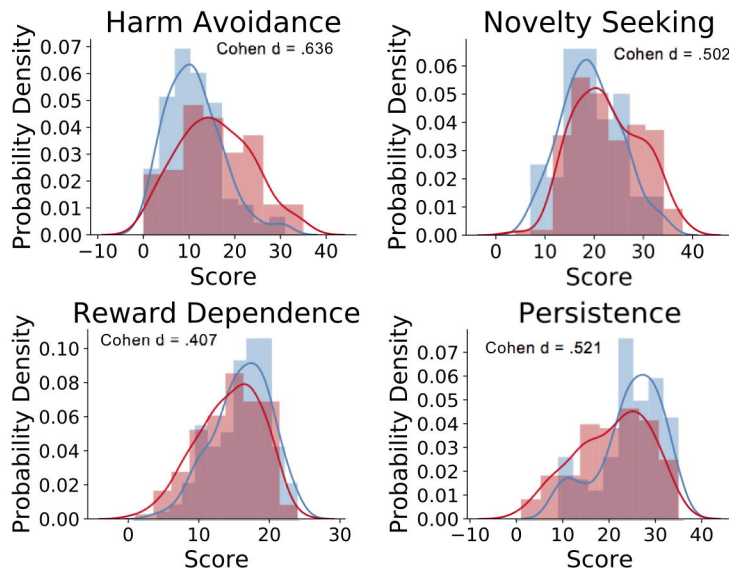 Harm Avoidance
Cohen d = .636
Probability Density
0.07
0.06
0.05
0.04
0.03
0.02
0.01
0.00
−10 0 10 20 30 40
Score
Novelty Seeking
Cohen d = .502
Probability Density
0.06
0.05
0.04
0.03
0.02
0.01
0.00
0 10 20 30 40
Score
Reward Dependence
Cohen d = .407
Probability Density
0.10
0.08
0.06
0.04
0.02
0.00
0 10 20 30
Score
Persistence
Cohen d = .521
Probability Density
0.07
0.06
0.05
0.04
0.03
0.02
0.01
0.00
−10 0 10 20 30 40
Score